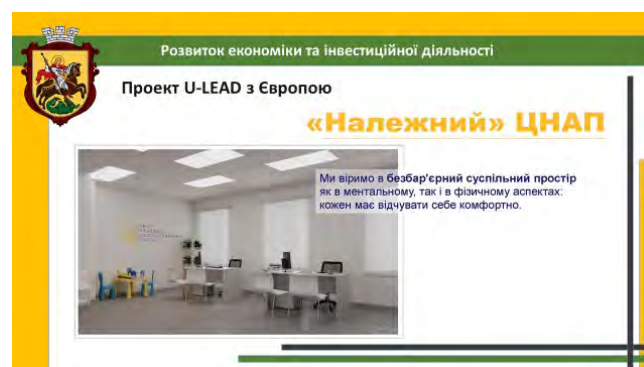 Розвиток економіки та інвестиційної діяльності
Проект U-LEAD з Європою
«Належний» ЦНАП
Ми віримо в безбар'єрний суспільний простір
як в ментальному, так і в фізичному аспектах:
кожен має відчувати себе комфортно.